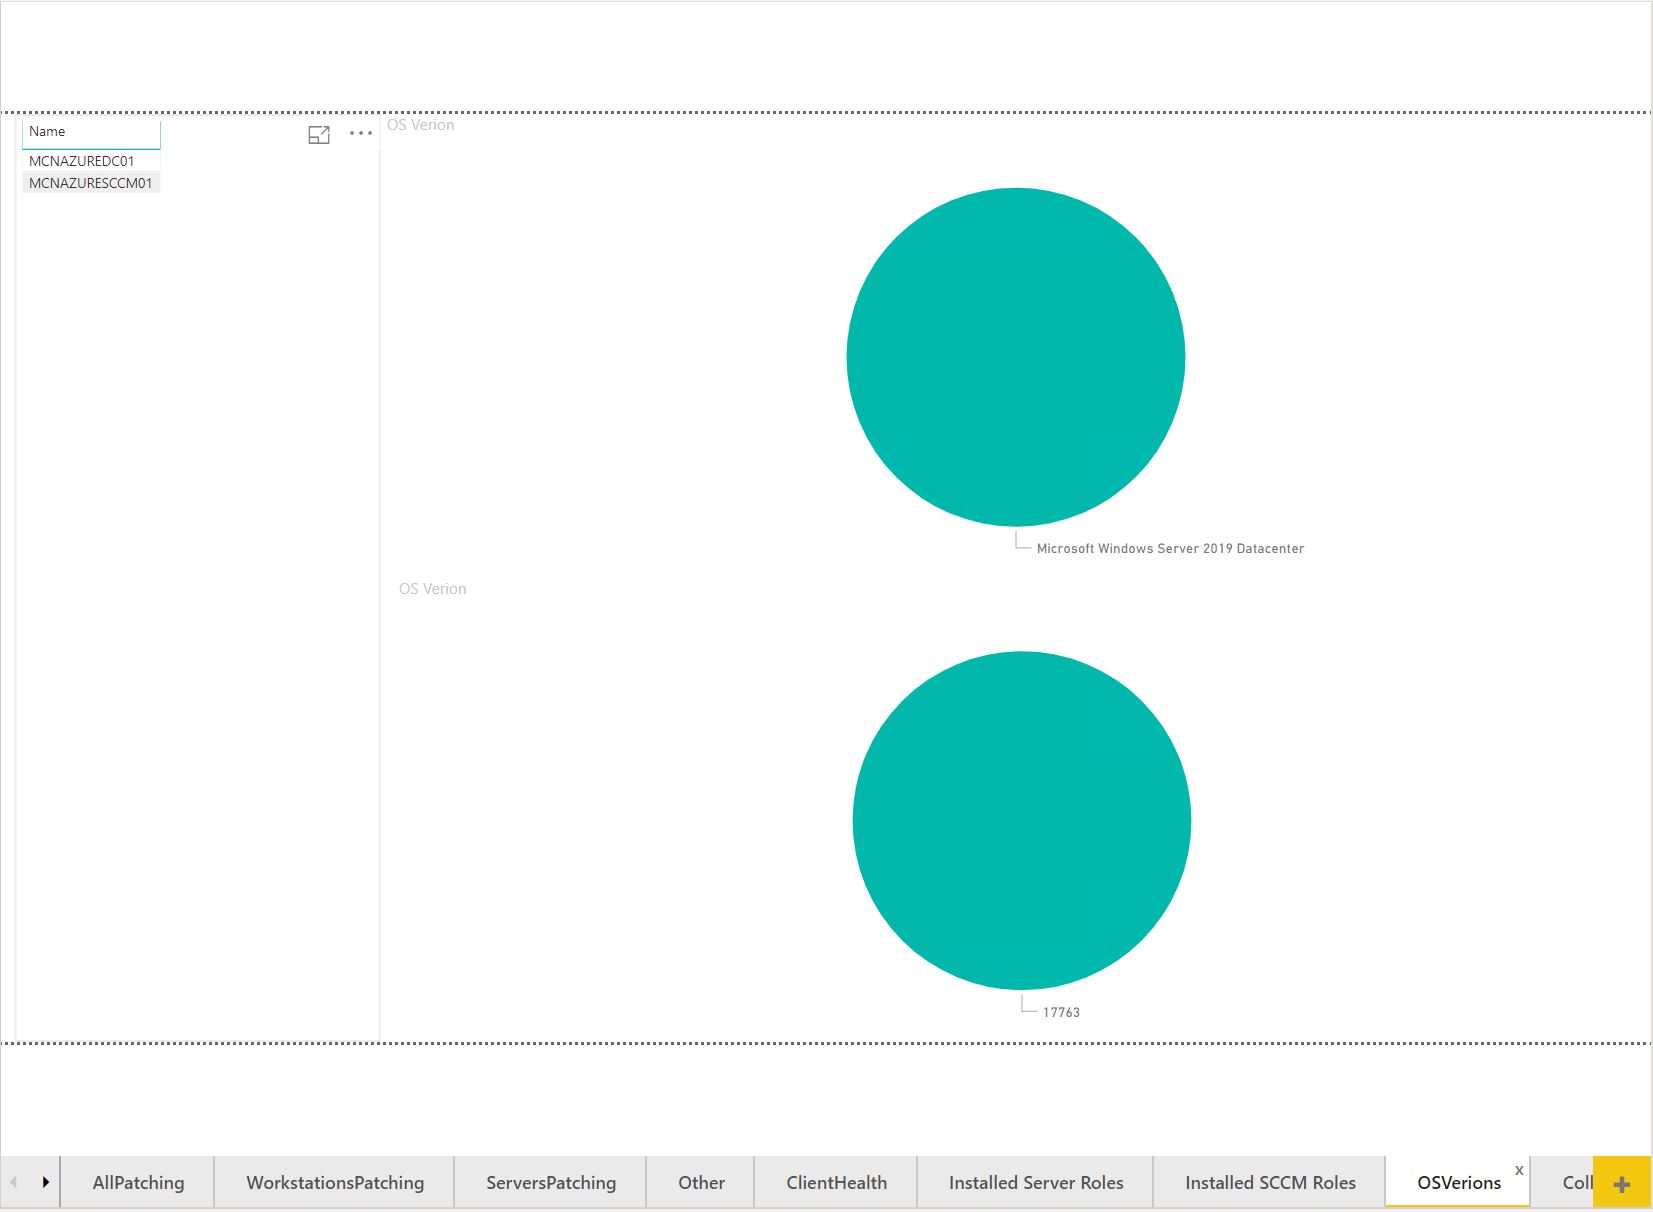 Name
MCNAZUREDC01
MCNAZURESCCM01
OS Verion
Microsoft Windows Server 2019 Datacenter
OS Verion
17763
AllPatching
WorkstationsPatching
ServersPatching
Other
ClientHealth
Installed Server Roles
Installed SCCM Roles
OSVerions
x
Coll